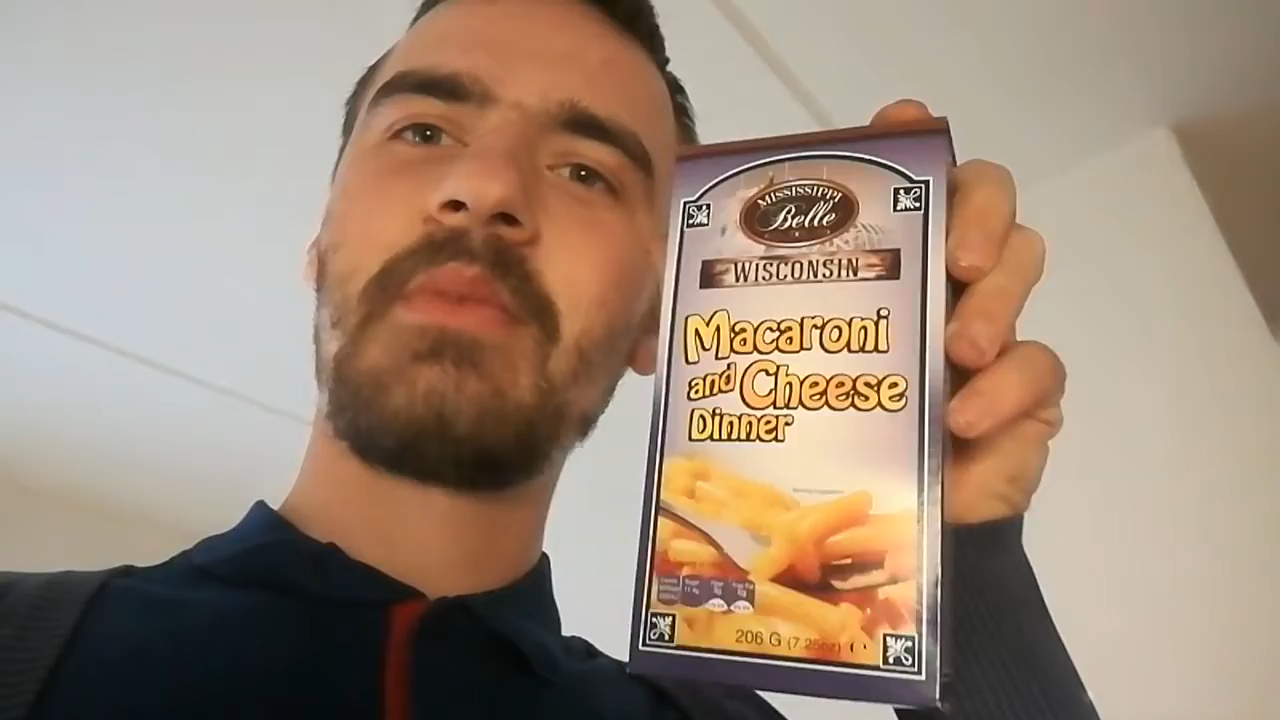 MISSISSIPPI
Belle
WISCONSIN
Macaroni
and Cheese
Dinner
206 G (7.25oz)